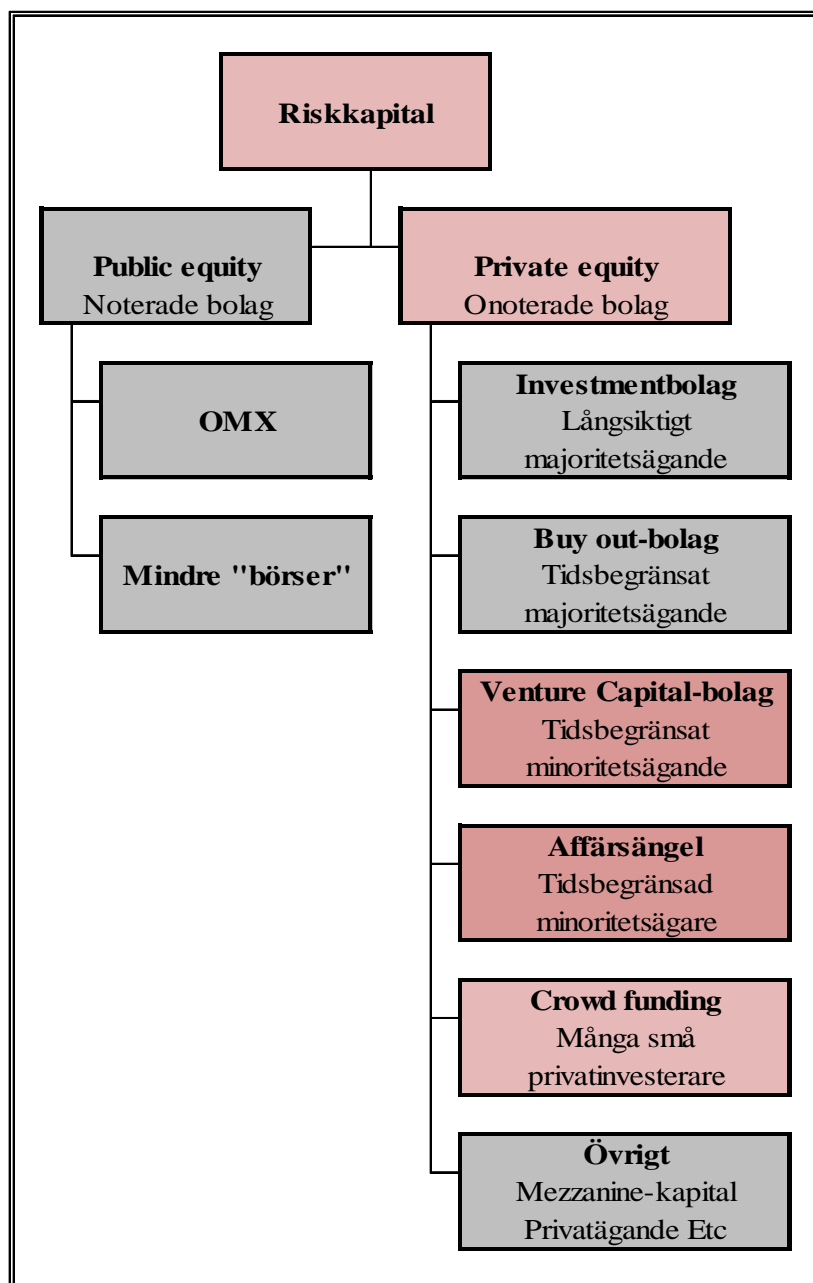 Riskkapital
Public equity
Noterade bolag
OMX
Mindre "börser"
Private equity
Onoterade bolag
Investmentbolag
Långsiktigt
majoritetsägande
Buy out-bolag
Tidsbegränsat
majoritetsägande
Venture Capital-bolag
Tidsbegränsat
minoritetsägande
Affärsängel
Tidsbegränsad
minoritetsägare
Crowd funding
Många små
privatinvesterare
Övrigt
Mezzanine-kapital
Privatägande Etc